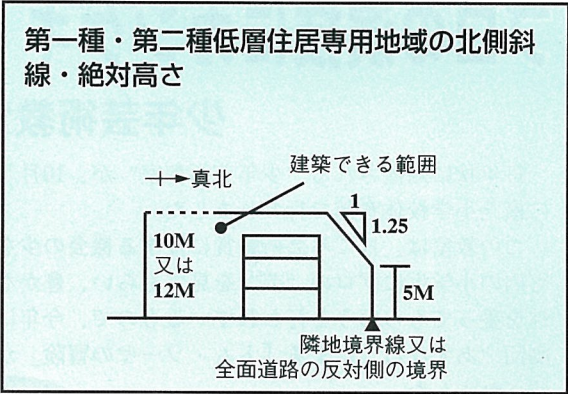 第一種・第二種低層住居専用地域の北側斜
線・絶対高さ
建築できる範囲
真北
1
1.25
10M
又は
12M
5M
隣地境界線又は
全面道路の反対側の境界